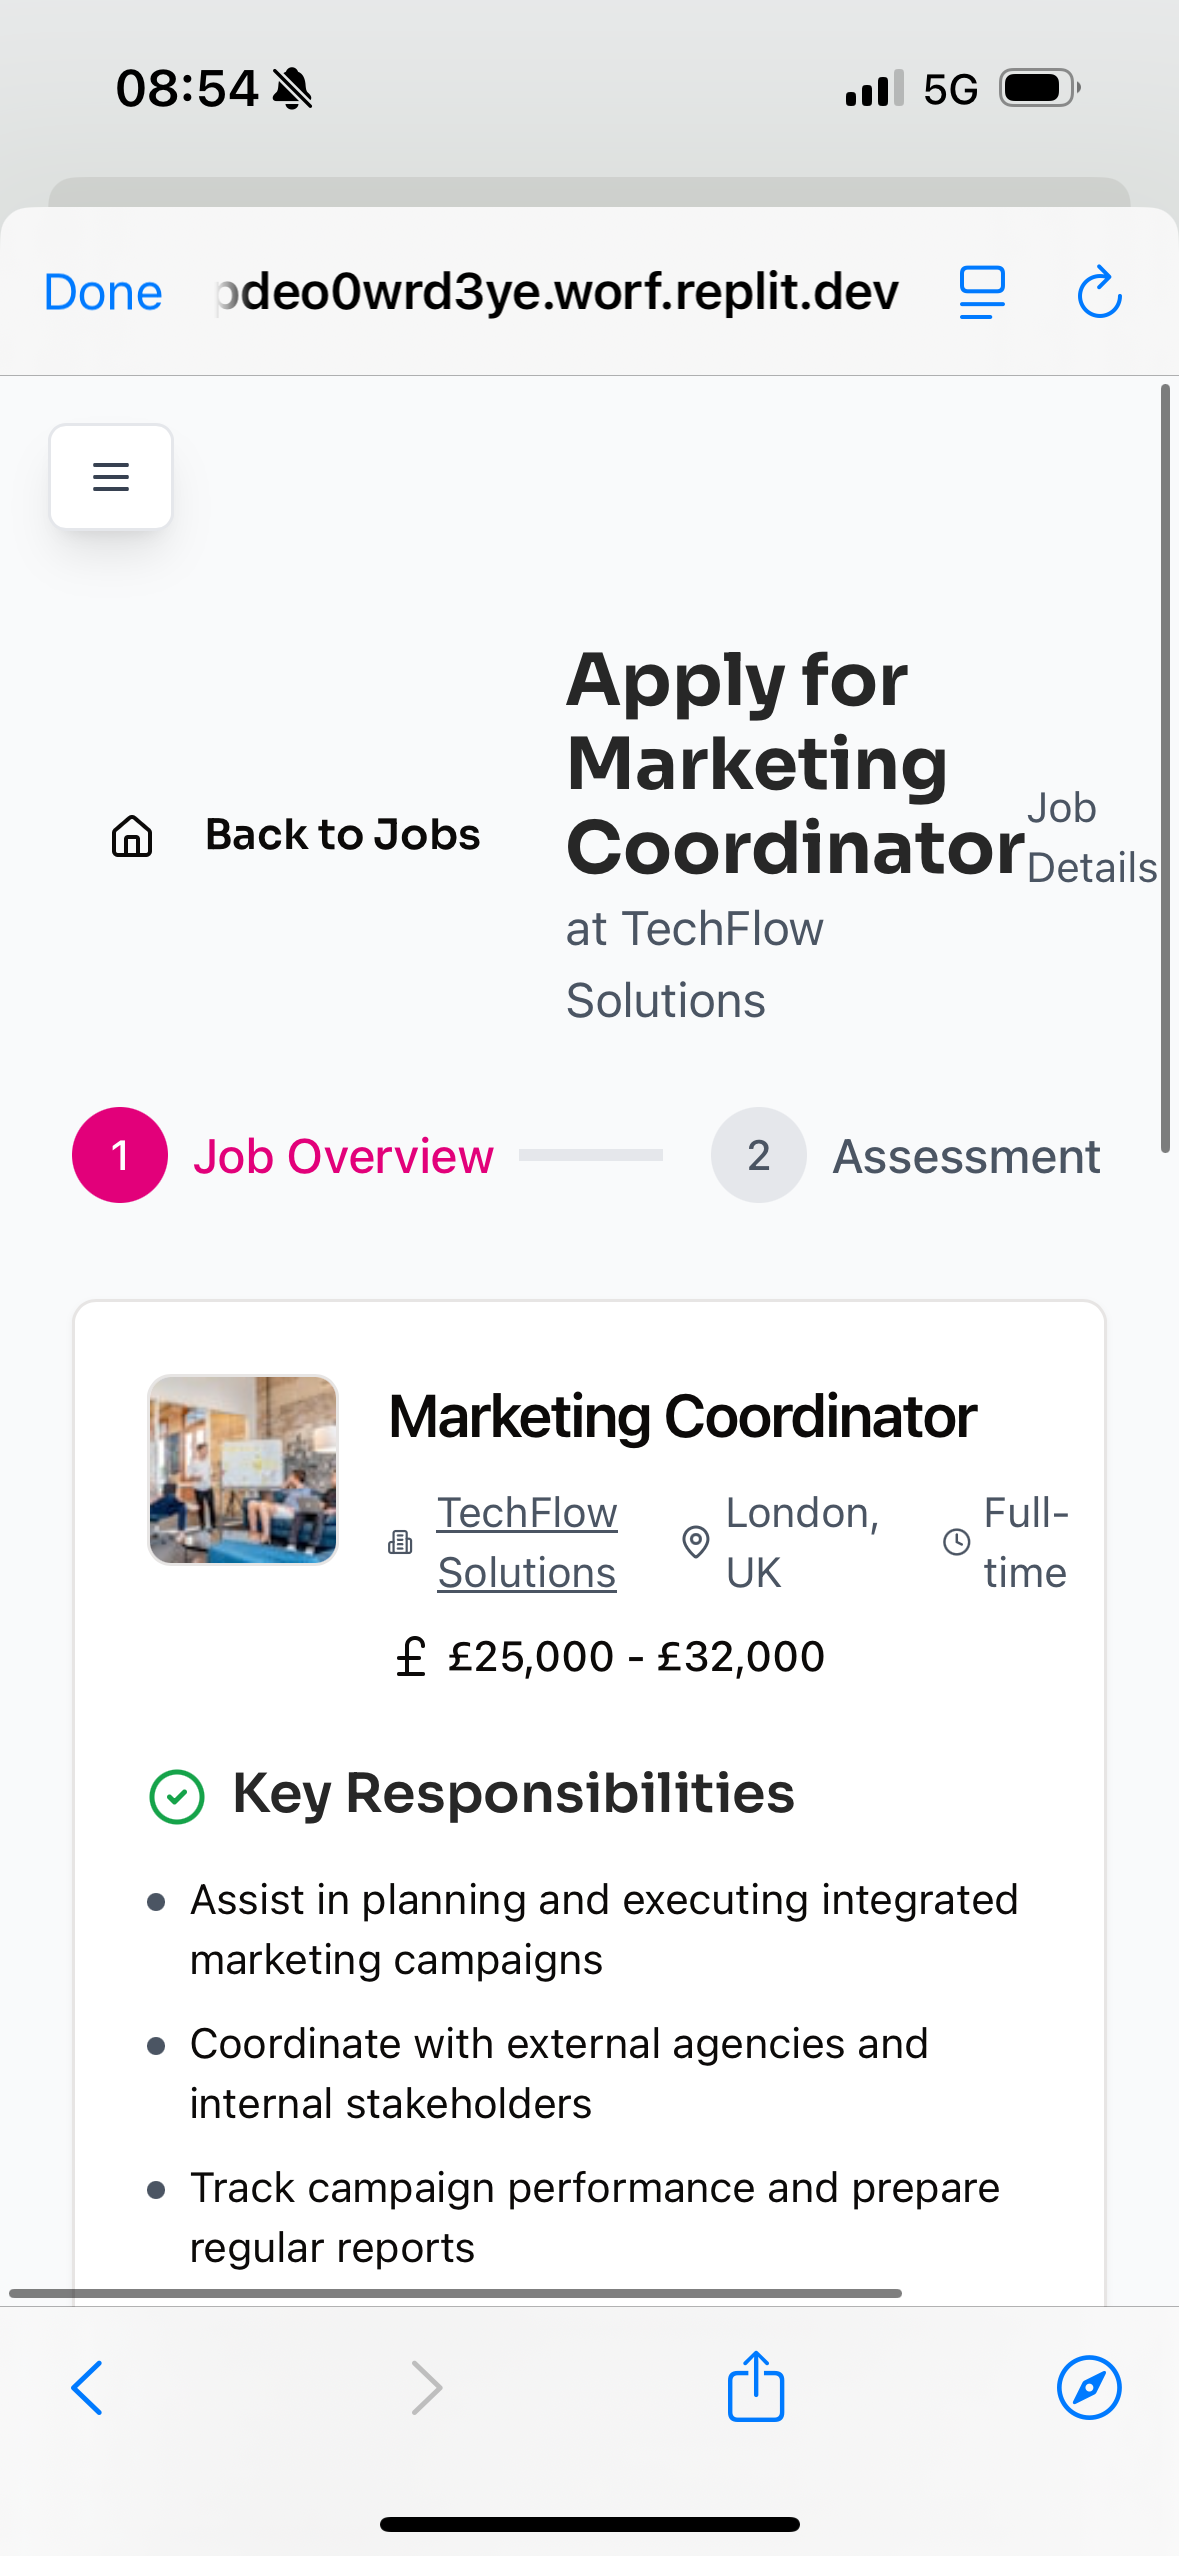 08:54
5G
Done
deo0wrd3ye.worf.replit.dev
Apply for
Marketing
Coordinator
at TechFlow
Solutions
Back to Jobs
Job
Details
1 Job Overview
2 Assessment
Marketing Coordinator
TechFlow
Solutions
London,
UK
Full-
time
£ £25,000 - £32,000
Key Responsibilities
• Assist in planning and executing integrated
marketing campaigns
• Coordinate with external agencies and
internal stakeholders
• Track campaign performance and prepare
regular reports